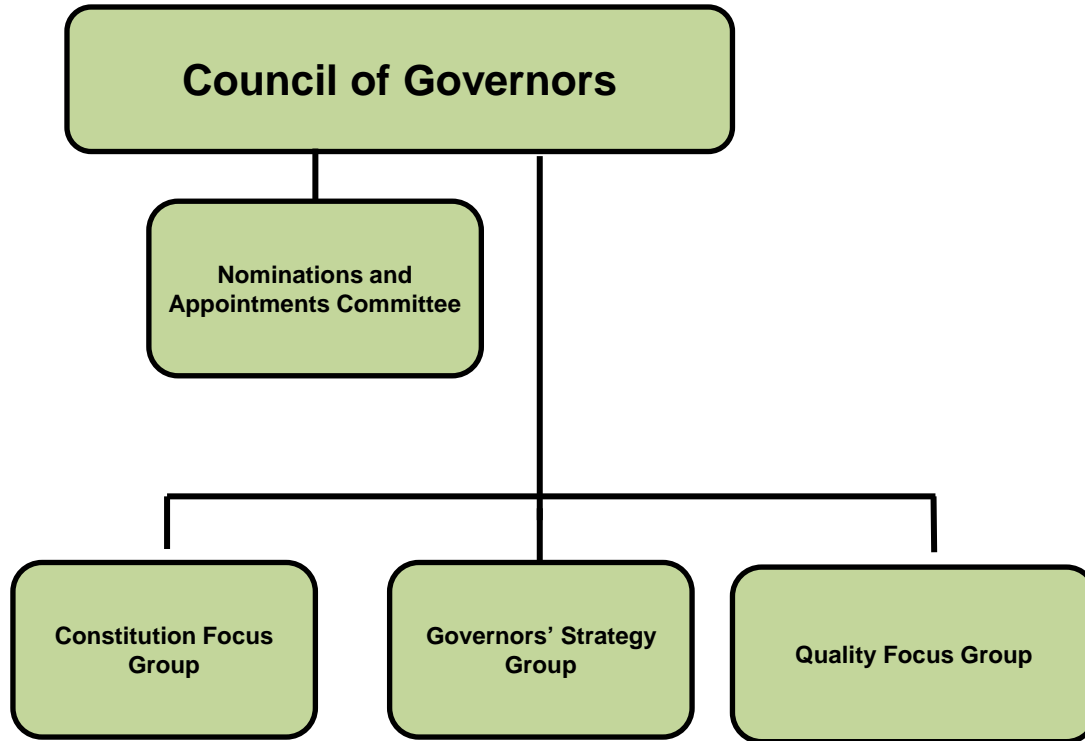 Council of Governors
Nominations and
Appointments Committee
Constitution Focus
Group
Governors’ Strategy
Group
Quality Focus Group